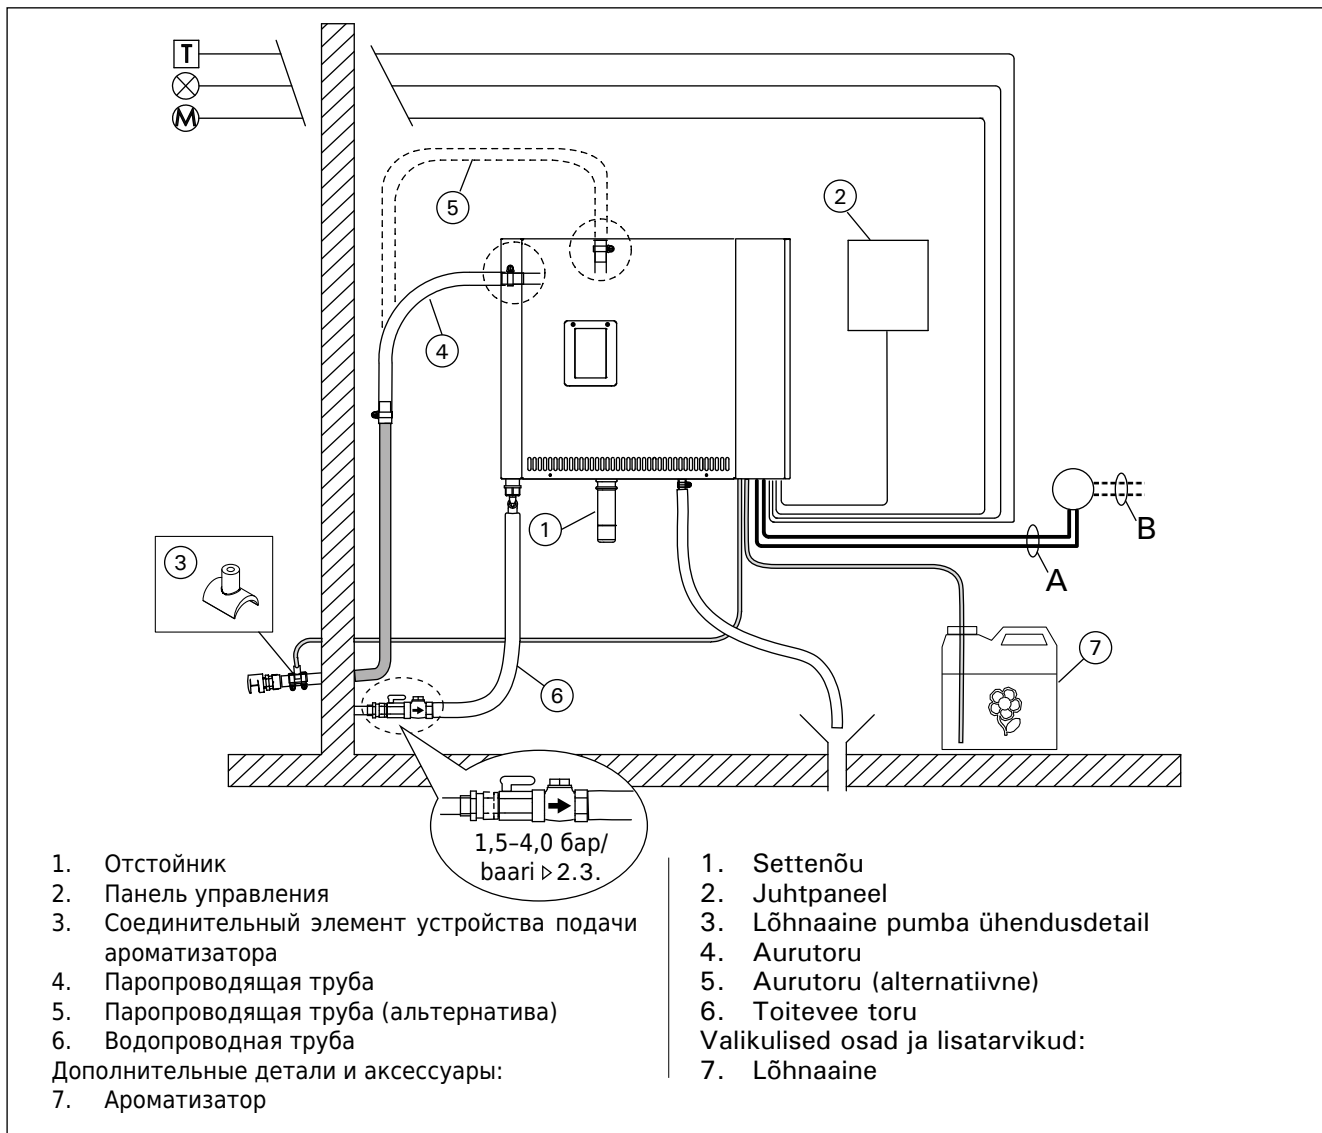 T
M
5
2
4
1
B
A
3
7
6
1,5–4,0 бар/
baari ▷ 2.3.
1. Отстойник
2. Панель управления
3. Соединительный элемент устройства подачи
ароматизатора
4. Паропроводящая труба
5. Паропроводящая труба (альтернатива)
6. Водопроводная труба
Дополнительные детали и аксессуары:
7. Ароматизатор
1. Settenõu
2. Juhtpaneel
3. Lõhnaaine pumba ühendusdetail
4. Aurutoru
5. Aurutoru (alternatiivne)
6. Toitevee toru
Valikulised osad ja lisatarvikud:
7. Lõhnaaine